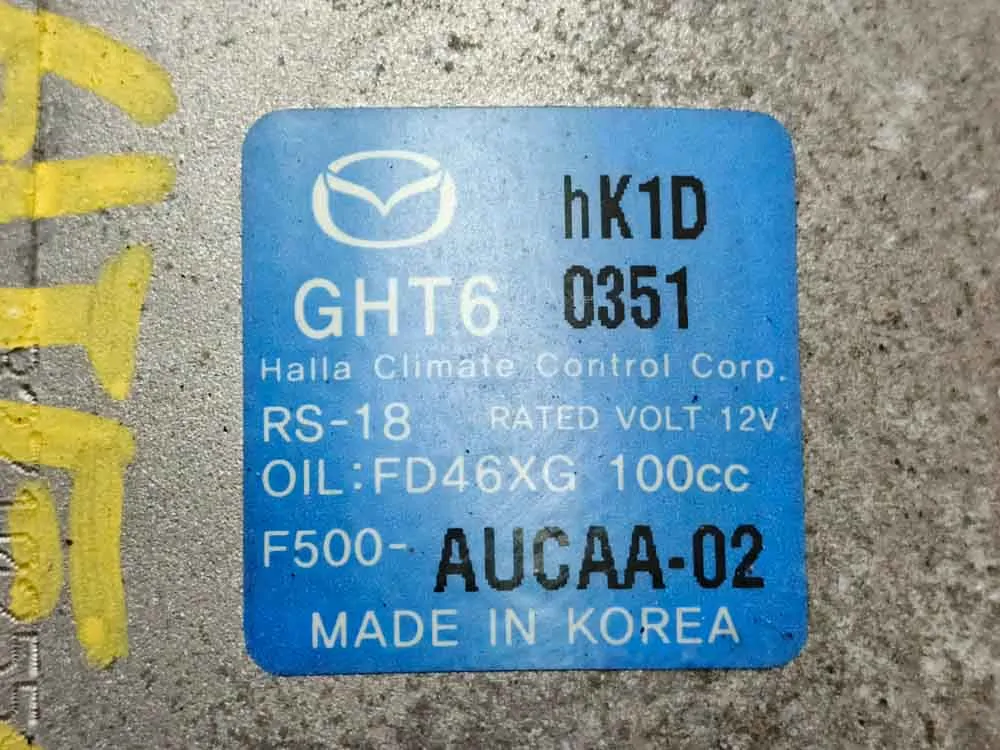 hK1D
GHT6 0351
Halla Climate Control Corp.
RS-18 RATED VOLT 12V
OIL:FD46XG 100cc
F500-AUCAA-02
MADE IN KOREA